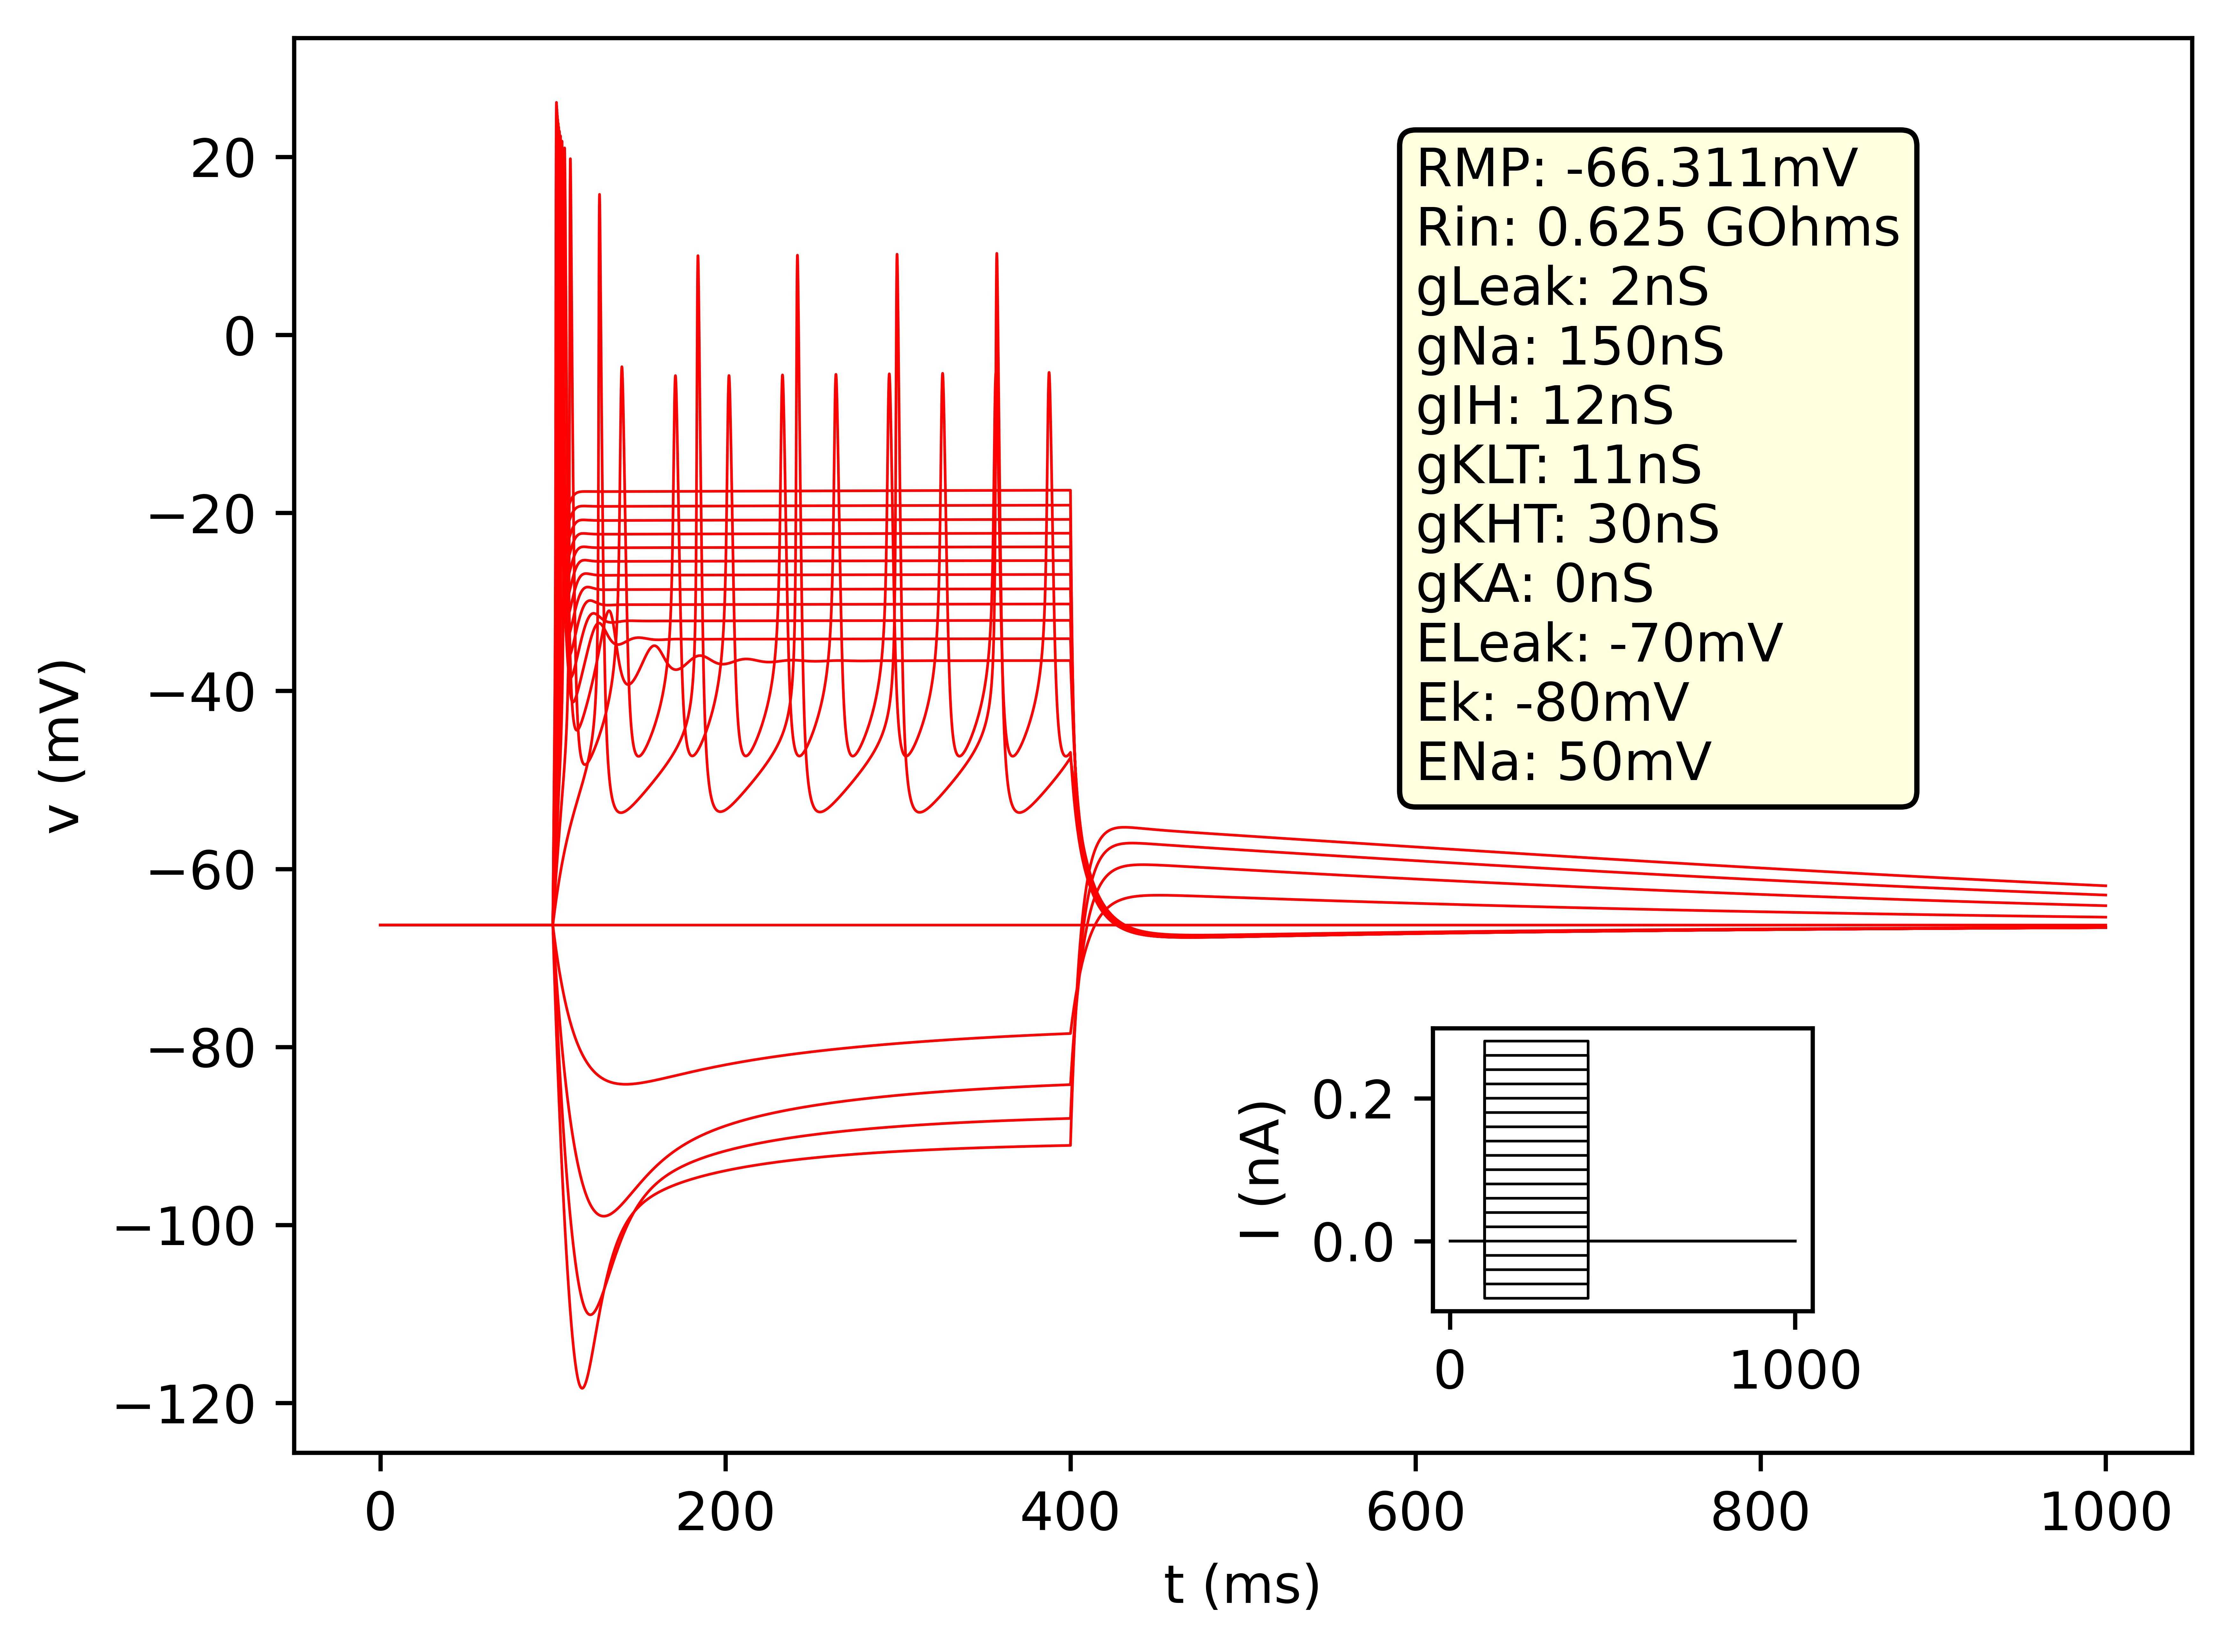 20
0
−20
−40
−60
−80
−100
−120
v (mV)
0 200 400 600 800 1000
t (ms)
RMP: -66.311mV
Rin: 0.625 GOhms
gLeak: 2nS
gNa: 150nS
gIH: 12nS
gKLT: 11nS
gKHT: 30nS
gKA: 0nS
ELeak: -70mV
Ek: -80mV
ENa: 50mV
I (nA)
0.2
0.0
0 1000